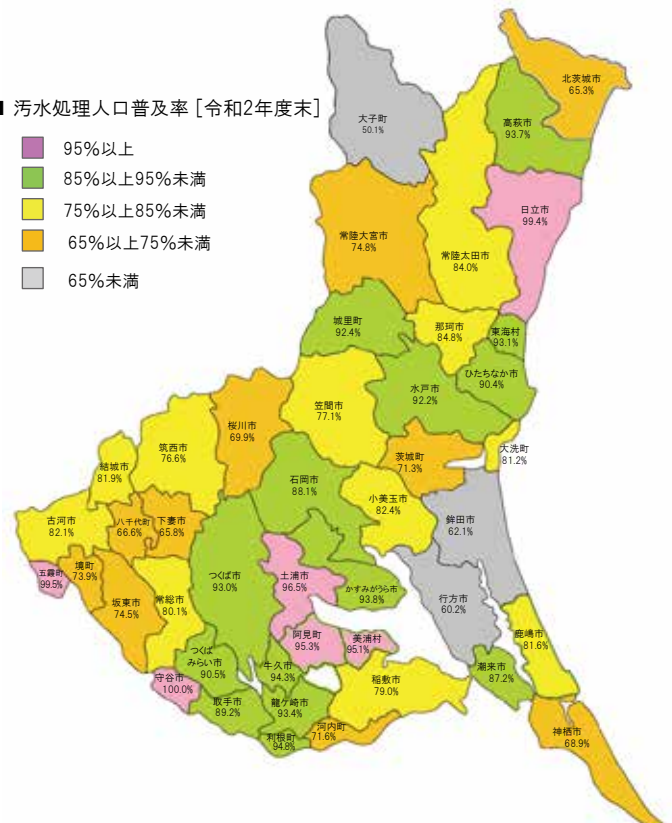 汚水処理人口普及率 [令和2年度末]
95%以上
85%以上95%未満
75%以上85%未満
65%以上75%未満
65%未満
北茨城市
65.3%
大子町
50.1%
高萩市
93.7%
日立市
99.4%
常陸大宮市
74.8%
常陸太田市
84.0%
城里町
92.4%
那珂市
84.8%
東海村
93.1%
ひたちなか市
90.4%
水戸市
92.2%
笠間市
77.1%
桜川市
69.9%
筑西市
76.6%
結城市
81.9%
茨城町
71.3%
大洗町
81.2%
石岡市
88.1%
小美玉市
82.4%
鉾田市
62.1%
古河市
82.1%
八千代町
66.6%
下妻市
65.8%
五霞町
99.5%
境町
73.9%
坂東市
74.5%
常総市
80.1%
つくば市
93.0%
土浦市
96.5%
かすみがうら市
93.8%
行方市
60.2%
鹿嶋市
81.6%
阿見町
95.3%
美浦村
95.1%
つくば
みらい市
90.5%
牛久市
94.3%
稲敷市
79.0%
潮来市
87.2%
守谷市
100.0%
取手市
89.2%
龍ケ崎市
93.4%
河内町
71.6%
利根町
94.8%
神栖市
68.9%